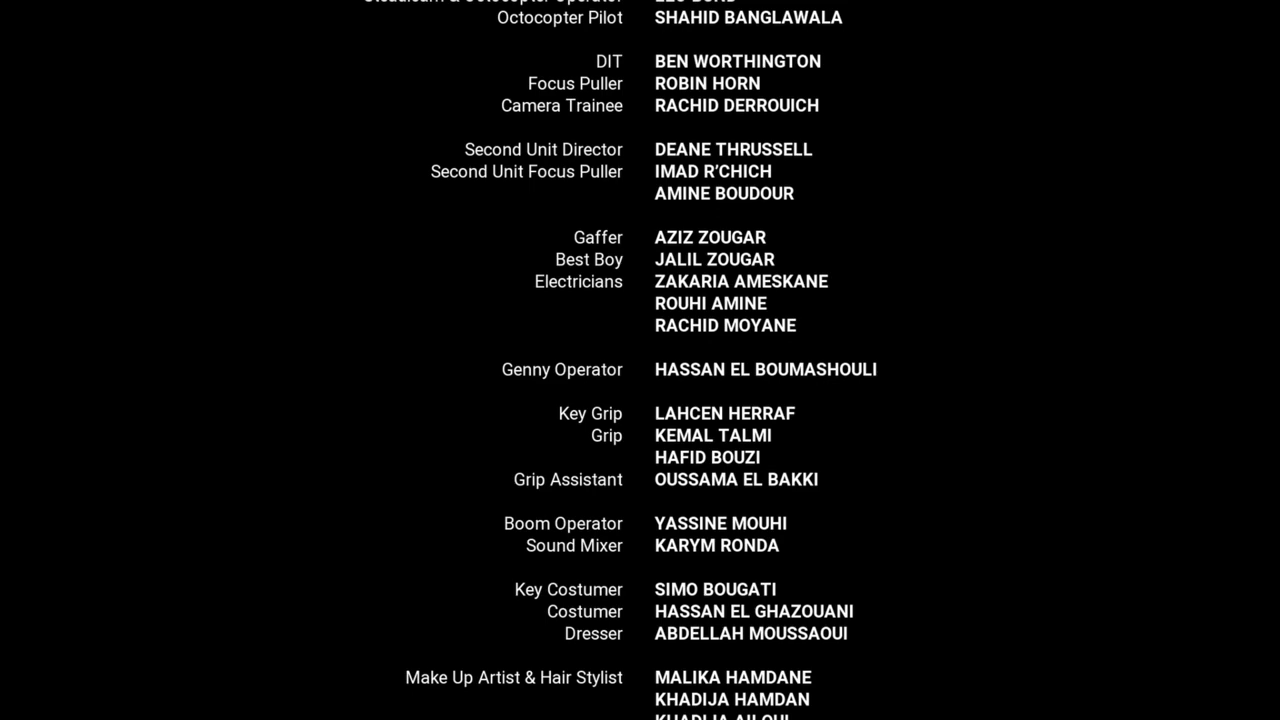 Octocopter Pilot SHAHID BANGLAWALA
DIT BEN WORTHINGTON
Focus Puller ROBIN HORN
Camera Trainee RACHID DERROUICH
Second Unit Director DEANE THRUSSELL
Second Unit Focus Puller IMAD R’CHICH
AMINE BOUDOUR
Gaffer AZIZ ZOUGAR
Best Boy JALIL ZOUGAR
Electricians ZAKARIA AMESKANE
ROUHI AMINE
RACHID MOYANE
Genny Operator HASSAN EL BOUMASHOULI
Key Grip LAHCEN HERRAF
Grip KEMAL TALMI
HAFID BOUZI
Grip Assistant OUSSAMA EL BAKKI
Boom Operator YASSINE MOUHI
Sound Mixer KARYM RONDA
Key Costumer SIMO BOUGATI
Costumer HASSAN EL GHAZOUANI
Dresser ABDELLAH MOUSSAOUI
Make Up Artist & Hair Stylist MALIKA HAMDANE
KHADIJA HAMDAN